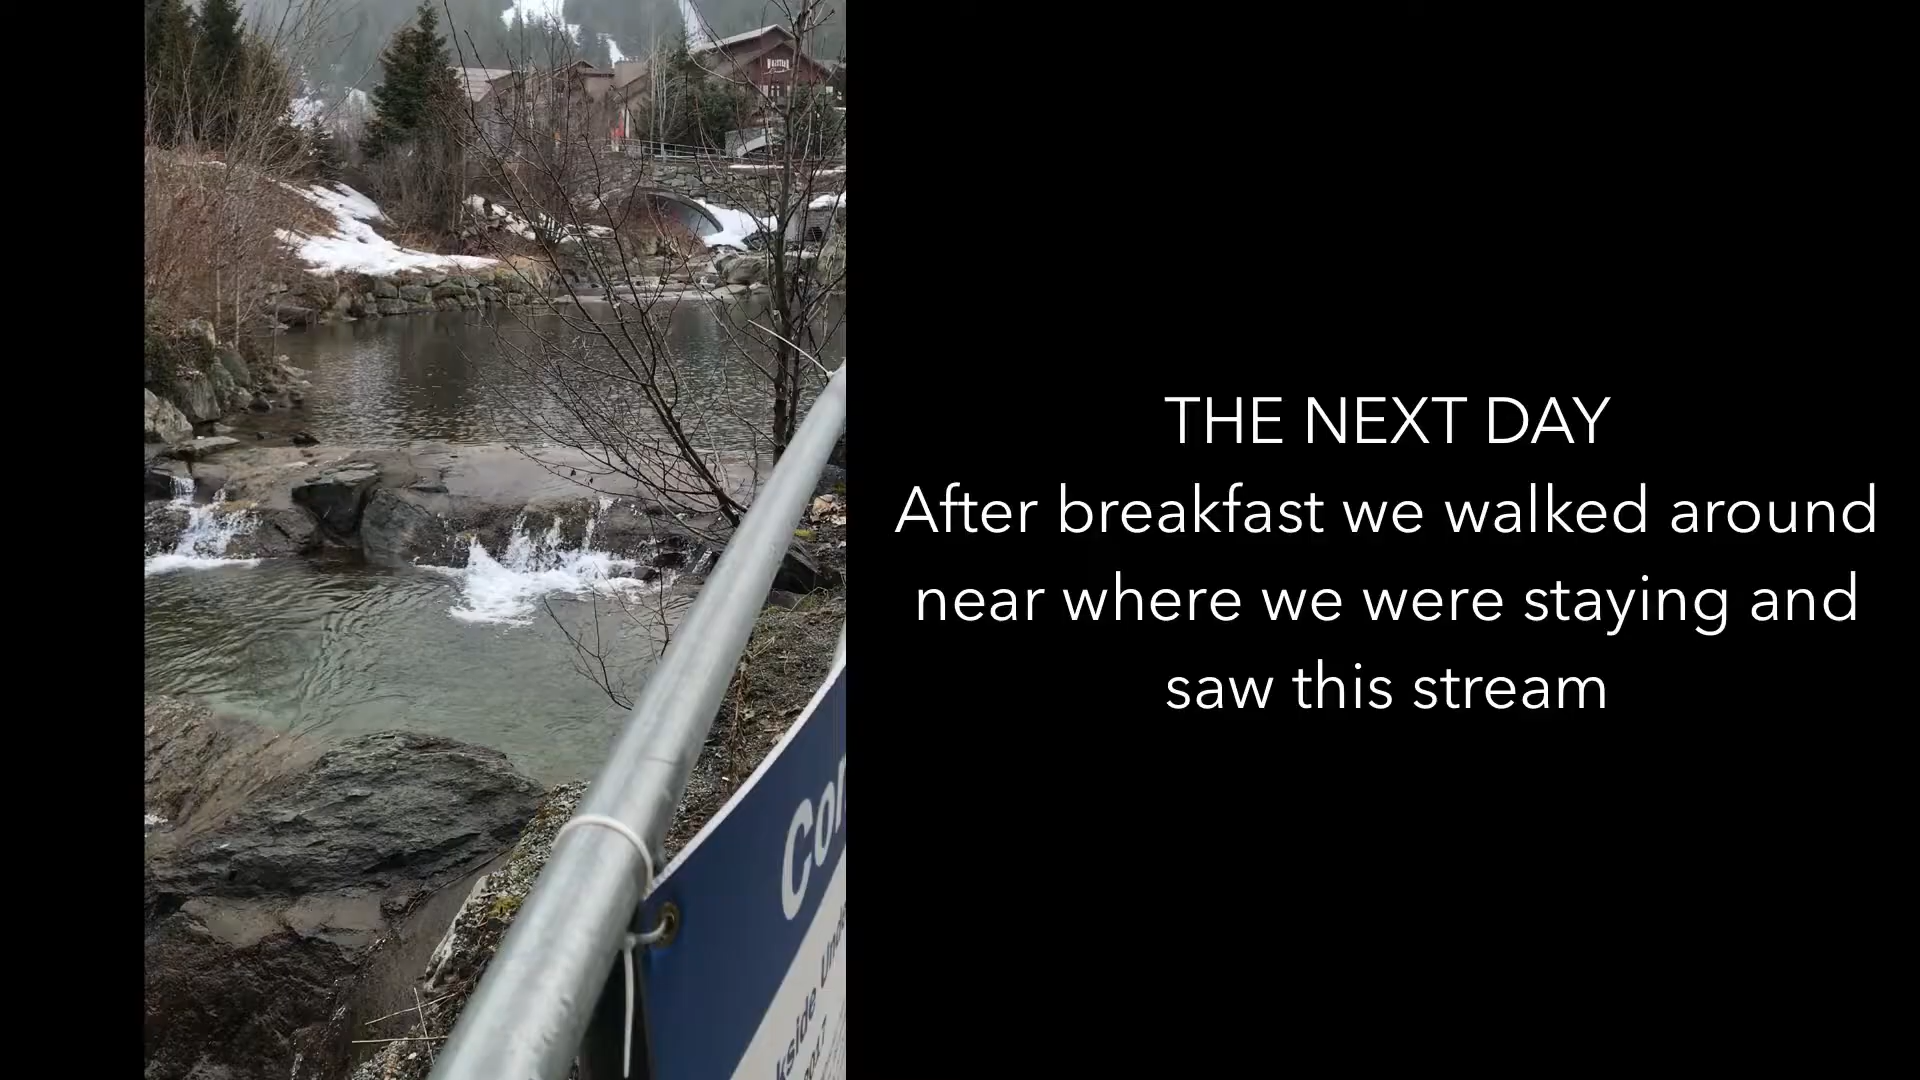 THE NEXT DAY
After breakfast we walked around
near where we were staying and
saw this stream